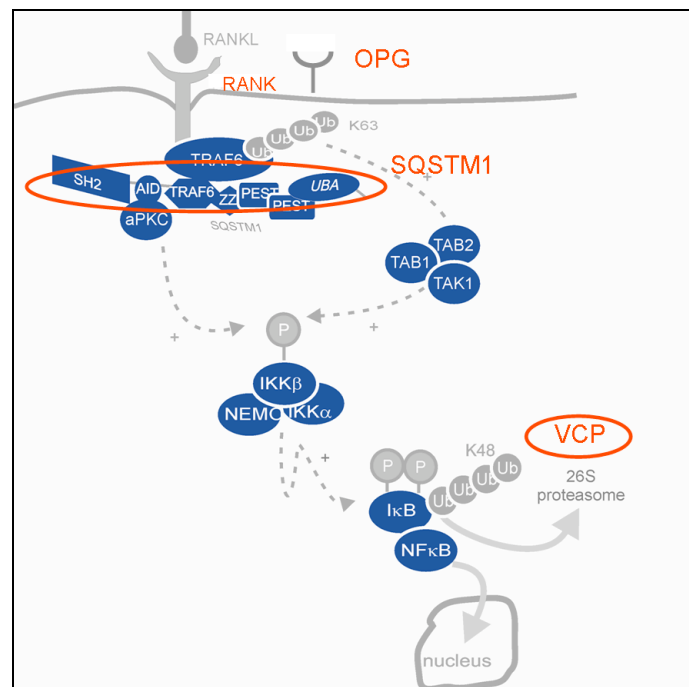 RANKL
OPG
RANK
Ub Ub Ub Ub
K63
TRAF6
SQSTM1
SH2
AID
TRAF6
ZZ
PEST
PEST
UBA
+
aPKC
SQSTM1
TAB2
TAB1
TAK1
+
P
+
IKKβ
NEMO
IKKα
VCP
+
K48
P P
Ub Ub Ub Ub
26S
proteasome
IκB
NFκB
nucleus